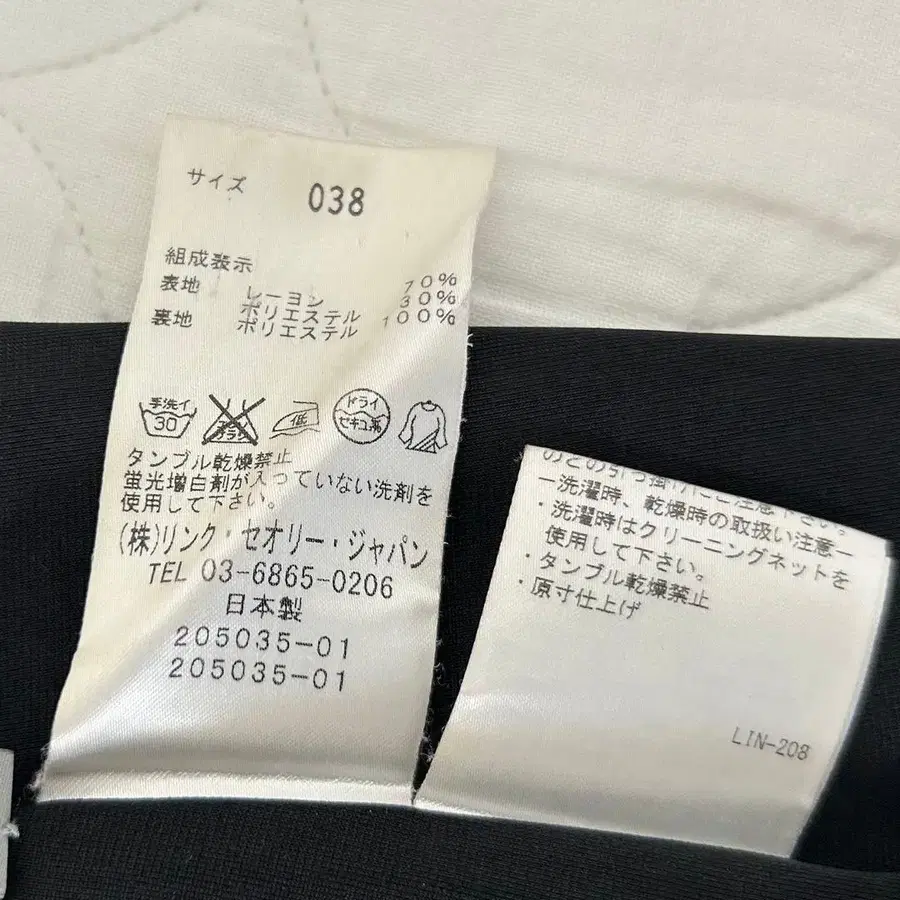 サイズ 038
組成表示
表地 レーヨン 70%
ポリエステル 30%
裏地 ポリエステル 100%
手洗イ 30
低
ドライ セキユ系
タンブル乾燥禁止
蛍光増白剤が入っていない洗剤を
使用して下さい。
(株)リンク・セオリー・ジャパン
TEL 03-6865-0206
日本製
205035-01
205035-01
ー洗濯時、乾燥時の取扱い注意ー
・洗濯時はクリーニングネットを
使用して下さい。
・タンブル乾燥禁止
・原寸仕上げ
LIN-208